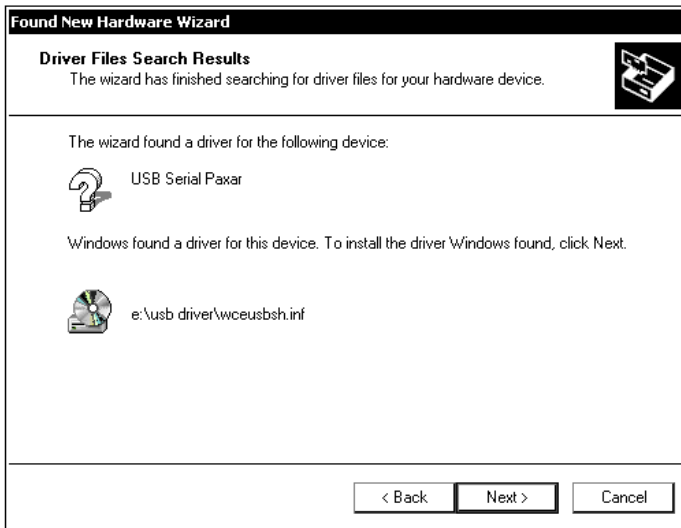 Found New Hardware Wizard
Driver Files Search Results
The wizard has finished searching for driver files for your hardware device.
The wizard found a driver for the following device:
USB Serial Paxar
Windows found a driver for this device. To install the driver Windows found, click Next.
e:\usb driver\wceusbsh.inf
< Back Next > Cancel